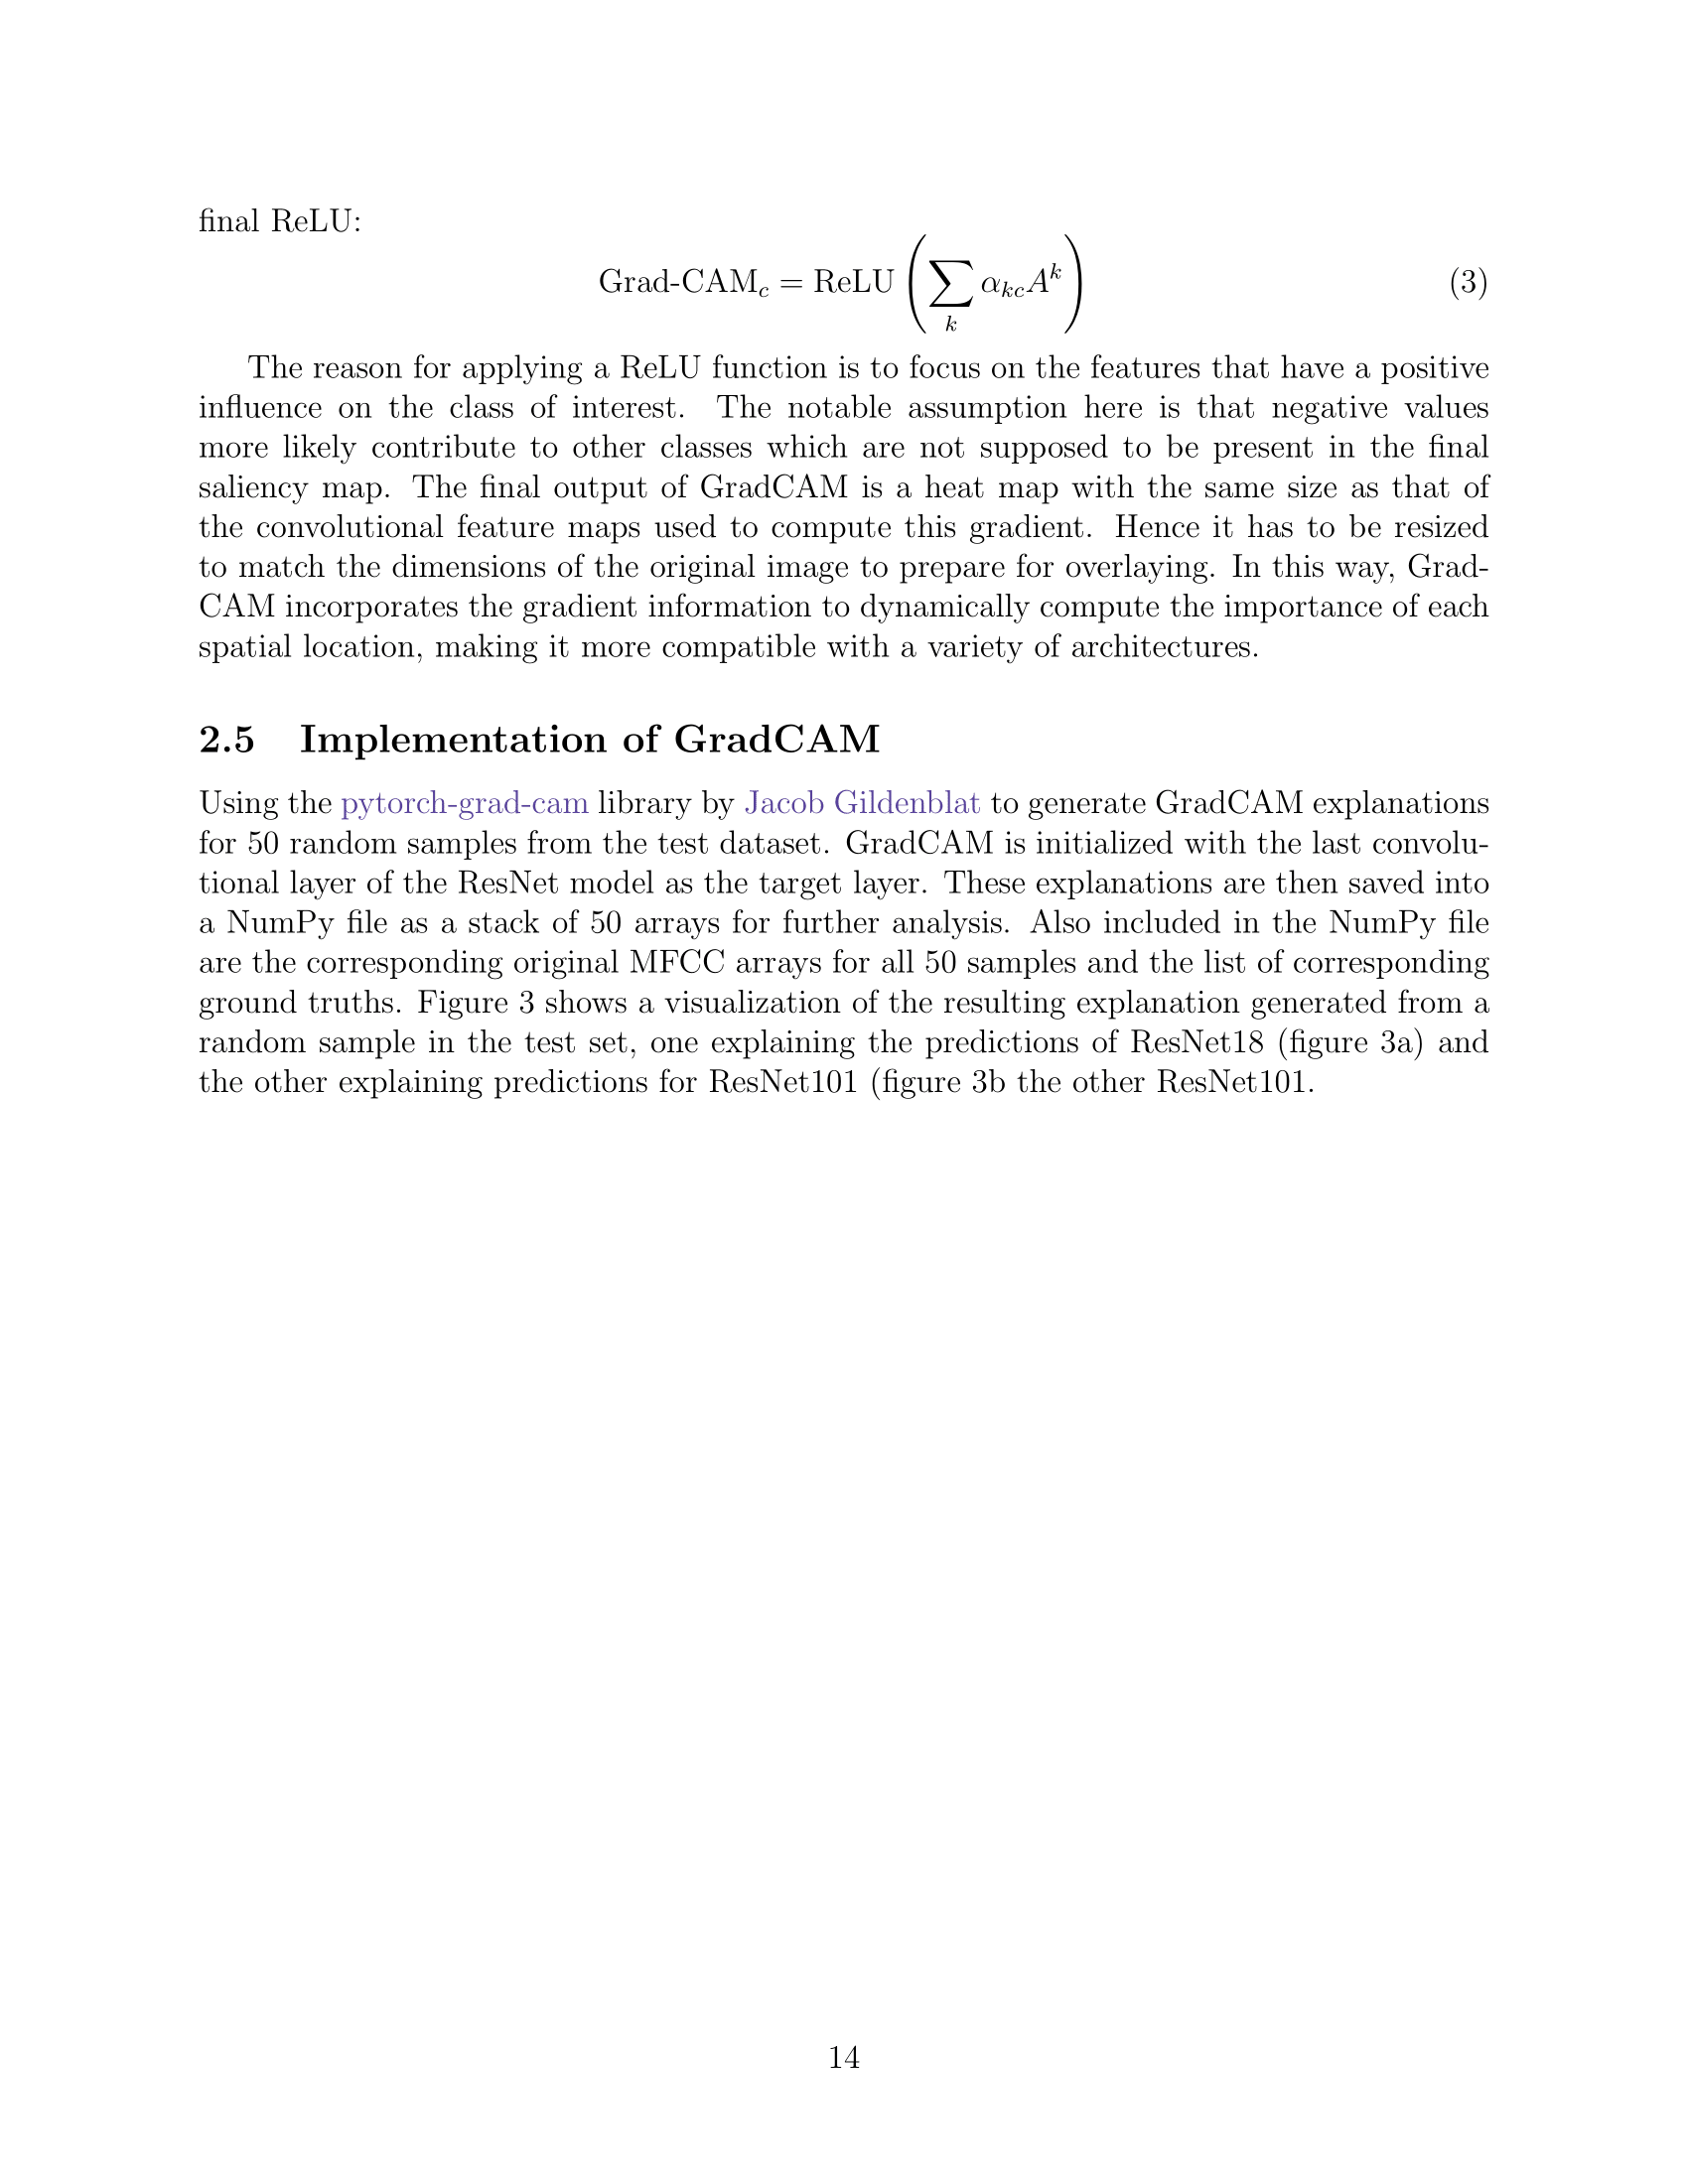 final ReLU:
Grad-CAM_c = ReLU (∑_k α_{kc} A^k) (3)
The reason for applying a ReLU function is to focus on the features that have a positive
influence on the class of interest. The notable assumption here is that negative values
more likely contribute to other classes which are not supposed to be present in the final
saliency map. The final output of GradCAM is a heat map with the same size as that of
the convolutional feature maps used to compute this gradient. Hence it has to be resized
to match the dimensions of the original image to prepare for overlaying. In this way, Grad-
CAM incorporates the gradient information to dynamically compute the importance of each
spatial location, making it more compatible with a variety of architectures.
2.5 Implementation of GradCAM
Using the pytorch-grad-cam library by Jacob Gildenblat to generate GradCAM explanations
for 50 random samples from the test dataset. GradCAM is initialized with the last convolu-
tional layer of the ResNet model as the target layer. These explanations are then saved into
a NumPy file as a stack of 50 arrays for further analysis. Also included in the NumPy file
are the corresponding original MFCC arrays for all 50 samples and the list of corresponding
ground truths. Figure 3 shows a visualization of the resulting explanation generated from a
random sample in the test set, one explaining the predictions of ResNet18 (figure 3a) and
the other explaining predictions for ResNet101 (figure 3b the other ResNet101.
14